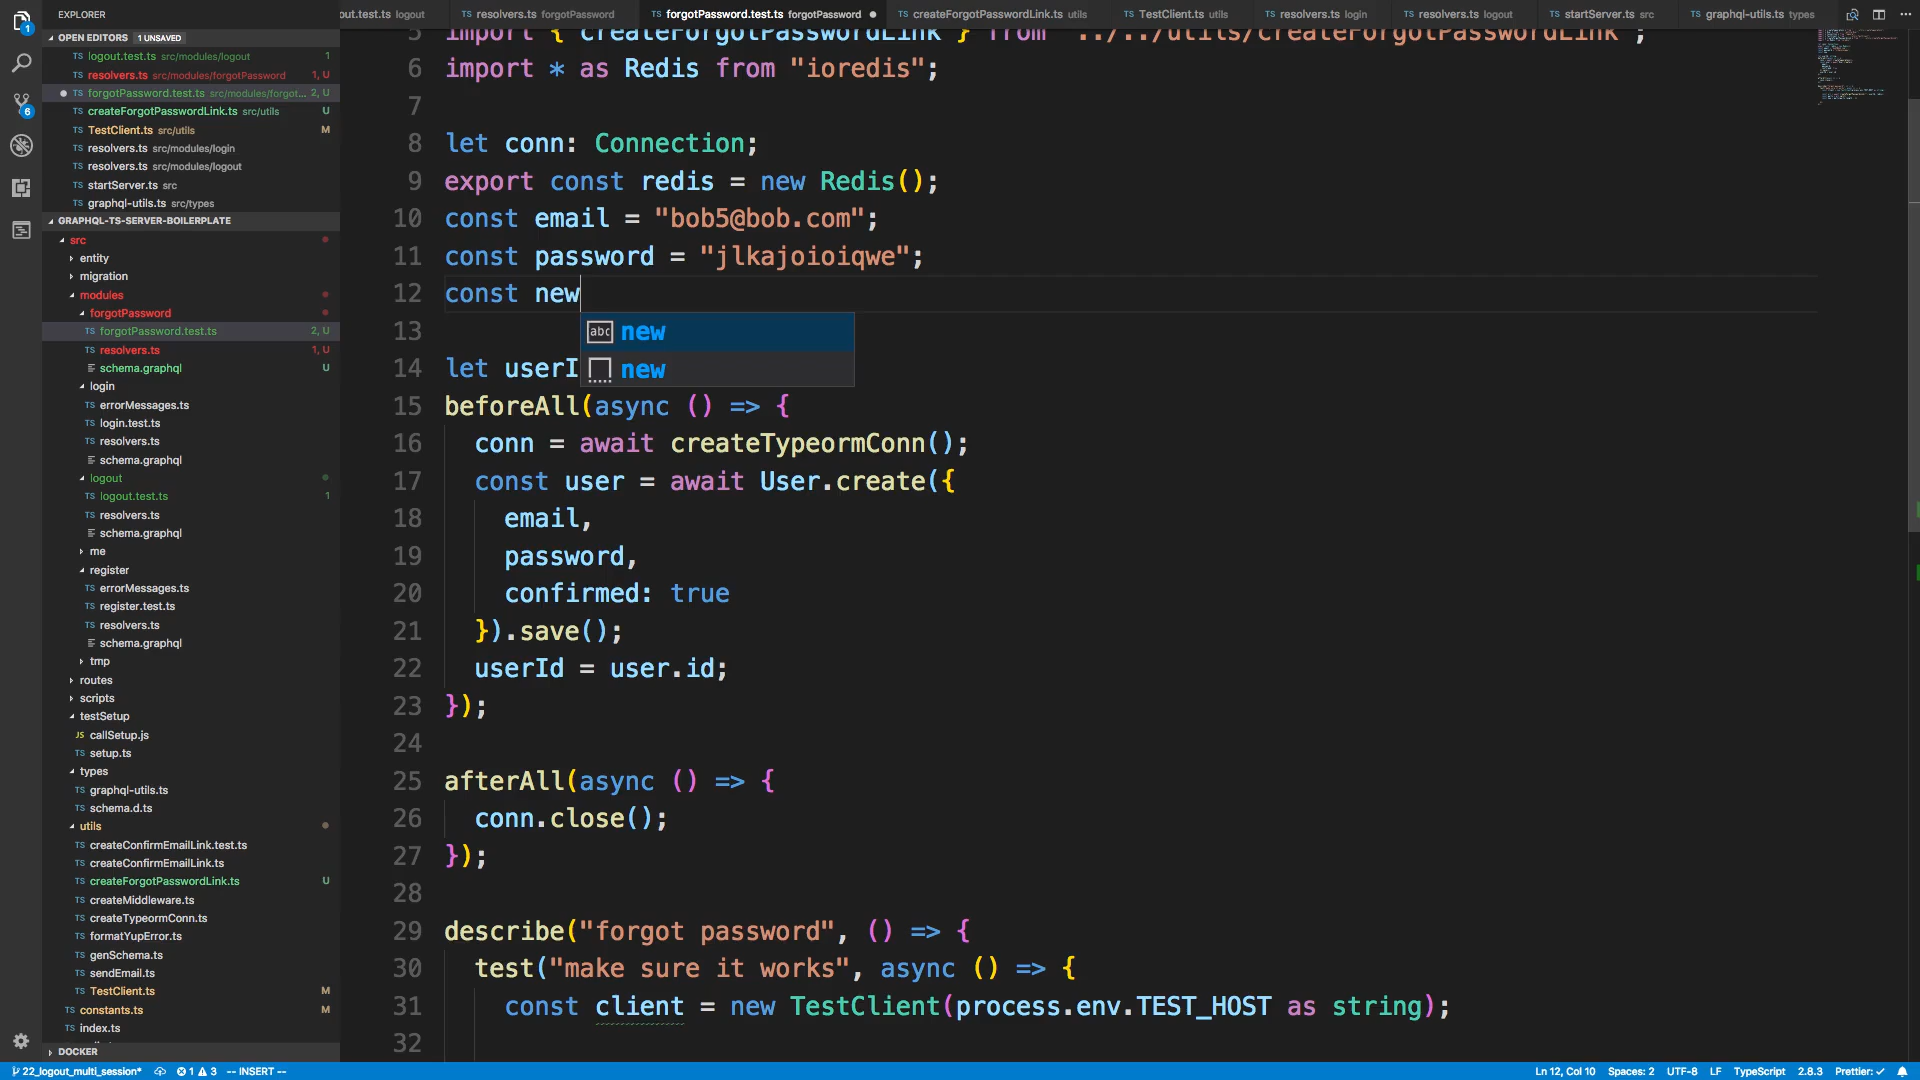 EXPLORER
OPEN EDITORS 1 UNSAVED
TS logout.test.ts src/modules/logout 1
TS resolvers.ts src/modules/forgotPassword 1, U
● TS forgotPassword.test.ts src/modules/forgot... 2, U
TS createForgotPasswordLink.ts src/utils U
TS TestClient.ts src/utils M
TS resolvers.ts src/modules/login
TS resolvers.ts src/modules/logout
TS startServer.ts src
TS graphql-utils.ts src/types
GRAPHQL-TS-SERVER-BOILERPLATE
src
entity
migration
modules
forgotPassword
TS forgotPassword.test.ts 2, U
TS resolvers.ts 1, U
schema.graphql U
login
TS errorMessages.ts
TS login.test.ts
TS resolvers.ts
schema.graphql
logout
TS logout.test.ts 1
TS resolvers.ts
schema.graphql
me
register
TS errorMessages.ts
TS register.test.ts
TS resolvers.ts
schema.graphql
tmp
routes
scripts
testSetup
JS callSetup.js
TS setup.ts
types
TS graphql-utils.ts
TS schema.d.ts
utils
TS createConfirmEmailLink.test.ts
TS createConfirmEmailLink.ts
TS createForgotPasswordLink.ts U
TS createMiddleware.ts
TS createTypeormConn.ts
TS formatYupError.ts
TS genSchema.ts
TS sendEmail.ts
TS TestClient.ts M
TS constants.ts M
TS index.ts
DOCKER
out.test.ts logout TS resolvers.ts forgotPassword TS forgotPassword.test.ts forgotPassword ● TS createForgotPasswordLink.ts utils TS TestClient.ts utils TS resolvers.ts login TS resolvers.ts logout TS startServer.ts src TS graphql-utils.ts types
5 import { createForgotPasswordLink } from "../../utils/createForgotPasswordLink";
6 import * as Redis from "ioredis";
7
8 let conn: Connection;
9 export const redis = new Redis();
10 const email = "bob5@bob.com";
11 const password = "jlkajoioiqwe";
12 const new
13 abc new
14 let userI new
15 beforeAll(async () => {
16 conn = await createTypeormConn();
17 const user = await User.create({
18 email,
19 password,
20 confirmed: true
21 }).save();
22 userId = user.id;
23 });
24
25 afterAll(async () => {
26 conn.close();
27 });
28
29 describe("forgot password", () => {
30 test("make sure it works", async () => {
31 const client = new TestClient(process.env.TEST_HOST as string);
32
22_logout_multi_session* 1 3 -- INSERT -- Ln 12, Col 10 Spaces: 2 UTF-8 LF TypeScript 2.8.3 Prettier: ✓